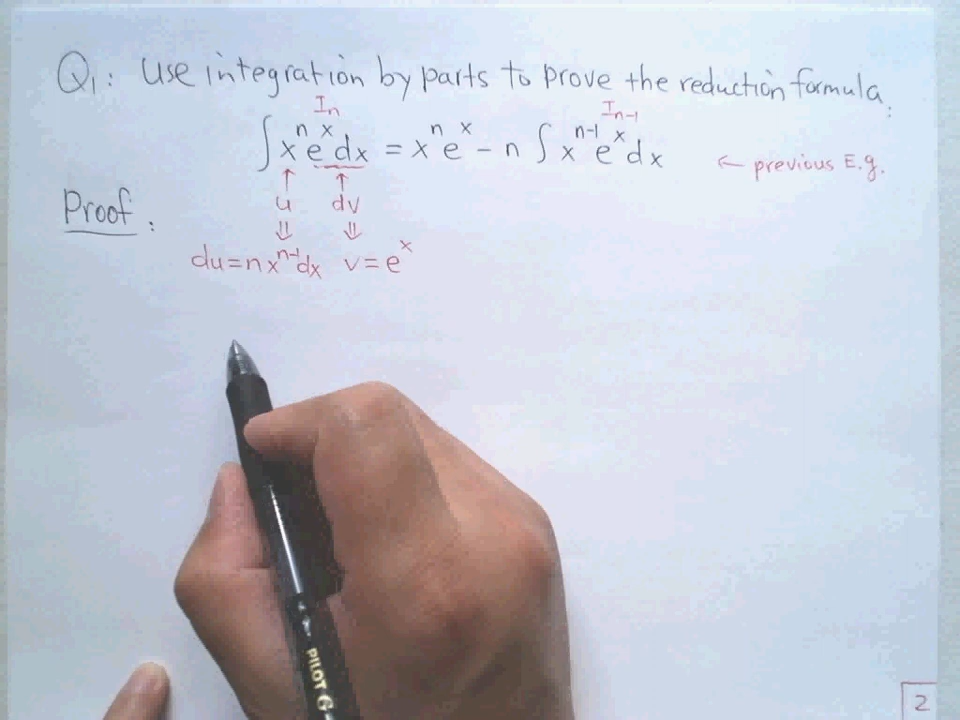 Q1: Use integration by parts to prove the reduction formula:
Iₙ Iₙ₋₁
∫xⁿeˣdx = xⁿeˣ - n∫xⁿ⁻¹eˣdx ← previous E.g.
↑ ↑
Proof: u dv
⇓ ⇓
du=nxⁿ⁻¹dx v=eˣ
PILOT G
2